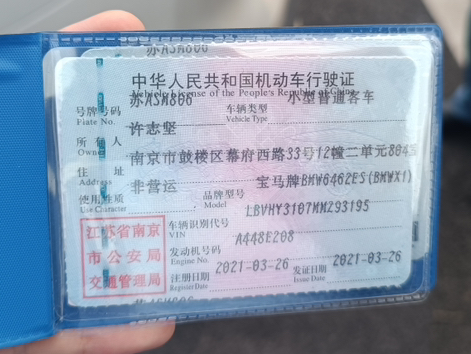 苏ASM806
中华人民共和国机动车行驶证
Vehicle License of the People's Republic of China
号牌号码 苏ASM806 车辆类型 小型普通客车
Plate No. Vehicle Type
所有人 许志坚
Owner
住址 南京市鼓楼区幕府西路33号12幢二单元804室
Address
使用性质 非营运 品牌型号 宝马牌BMW6462ES(BMWX1)
Use Character Model
江苏省南京市公安局交通管理局
车辆识别代号 LBVHY3107MM293195
VIN
发动机号码 A448E208
Engine No.
注册日期 2021-03-26 发证日期 2021-03-26
Register Date Issue Date